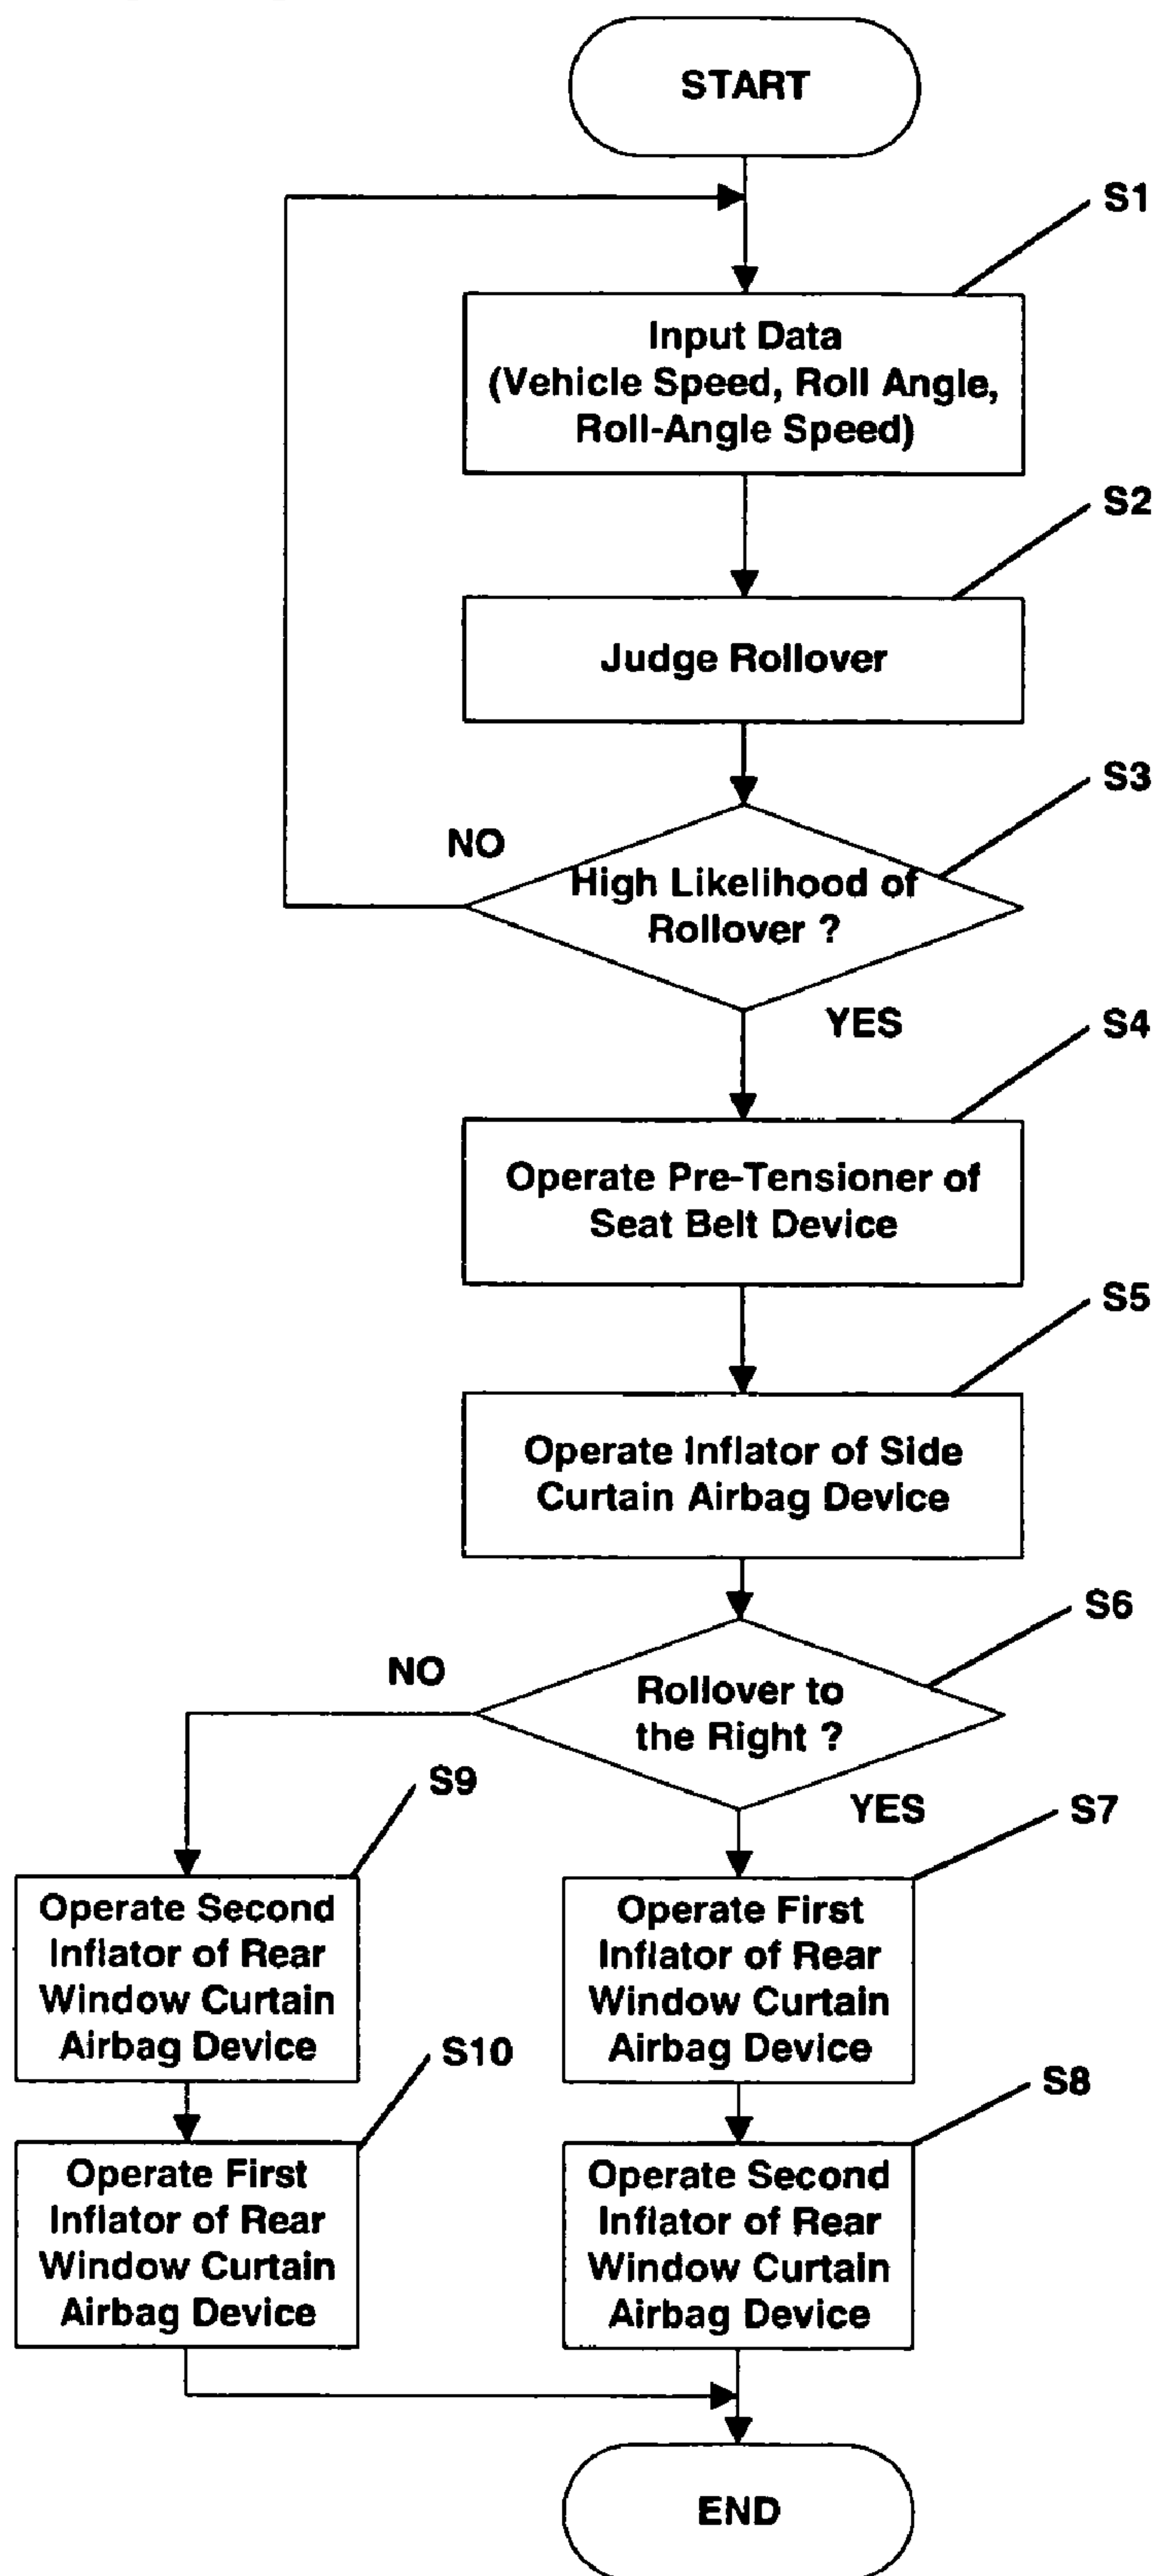 START
S1
Input Data
(Vehicle Speed, Roll Angle,
Roll-Angle Speed)
S2
Judge Rollover
S3
NO
High Likelihood of
Rollover ?
YES
S4
Operate Pre-Tensioner of
Seat Belt Device
S5
Operate Inflator of Side
Curtain Airbag Device
S6
NO
Rollover to
the Right ?
YES
S9
S7
Operate Second
Inflator of Rear
Window Curtain
Airbag Device
Operate First
Inflator of Rear
Window Curtain
Airbag Device
S10
S8
Operate First
Inflator of Rear
Window Curtain
Airbag Device
Operate Second
Inflator of Rear
Window Curtain
Airbag Device
END